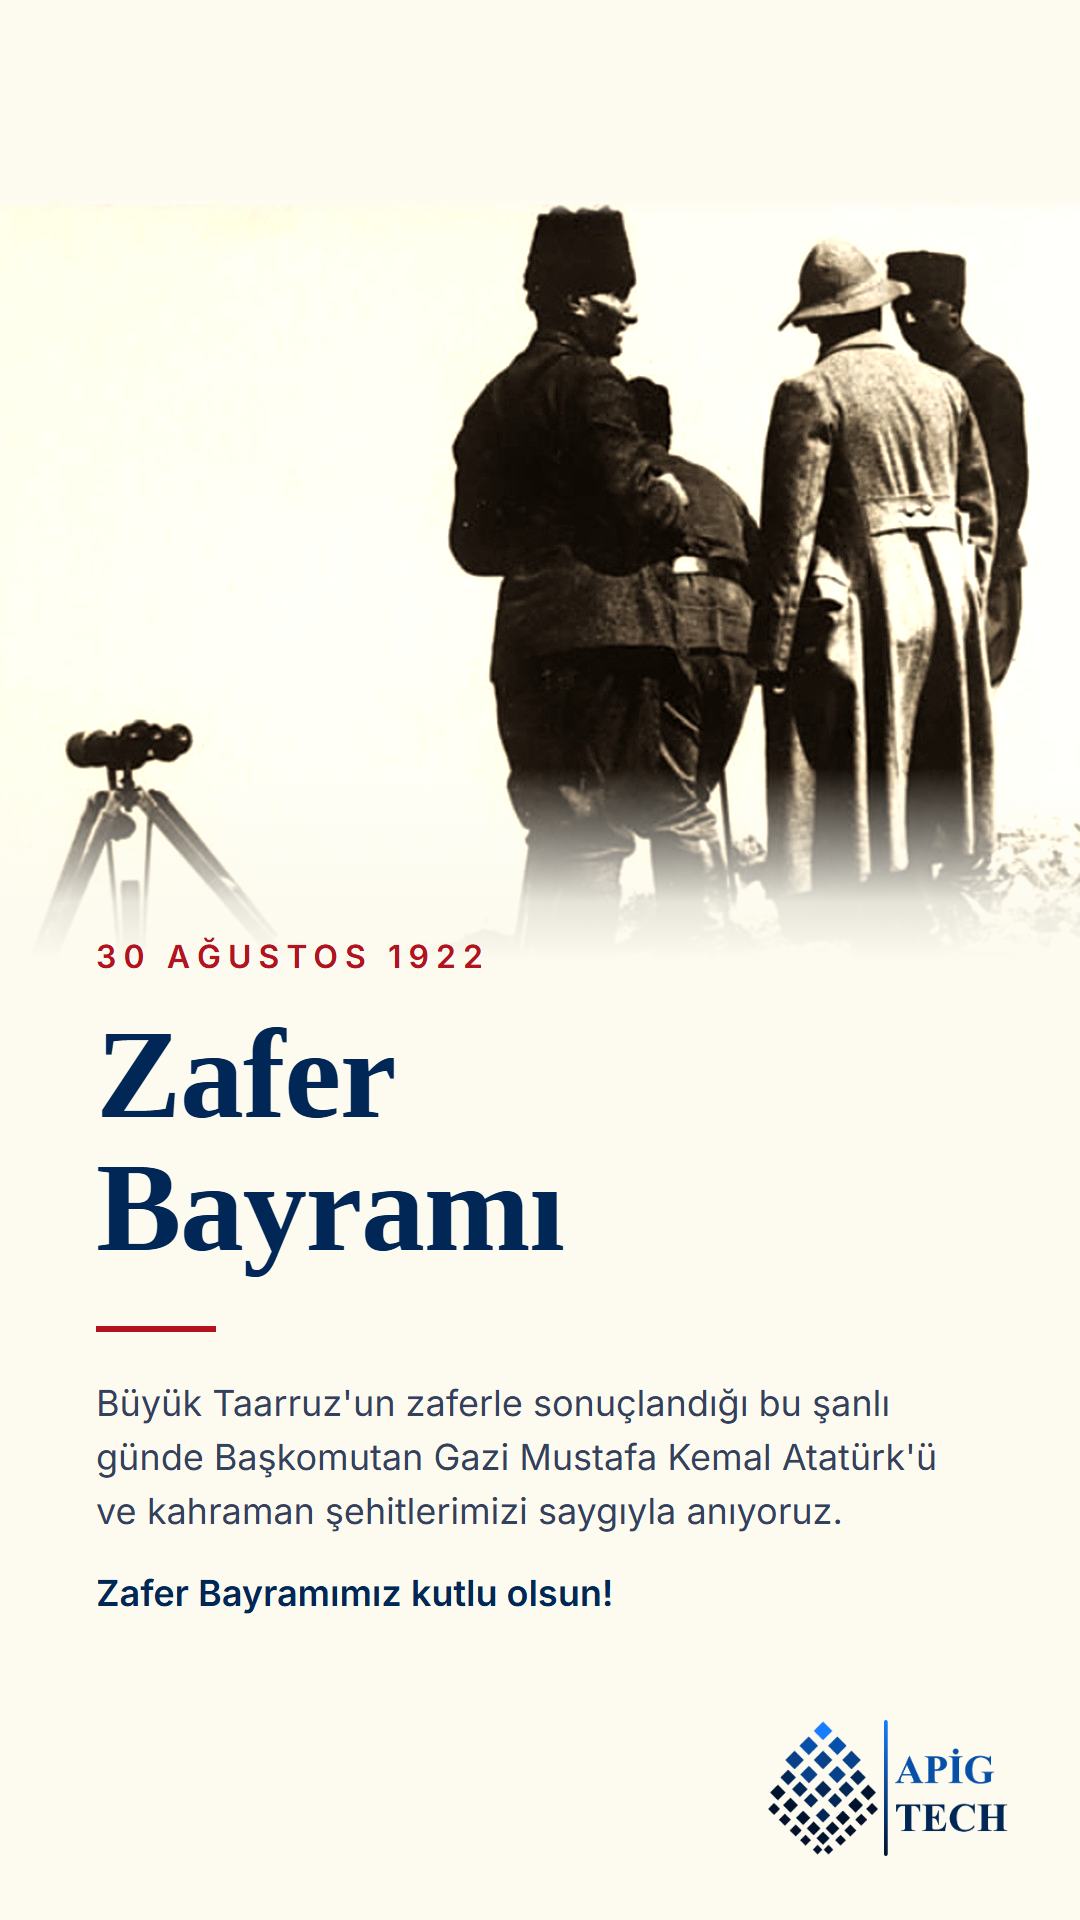 30 AĞUSTOS 1922
Zafer
Bayramı
Büyük Taarruz'un zaferle sonuçlandığı bu şanlı
günde Başkomutan Gazi Mustafa Kemal Atatürk'ü
ve kahraman şehitlerimizi saygıyla anıyoruz.
Zafer Bayramımız kutlu olsun!
APİG
TECH